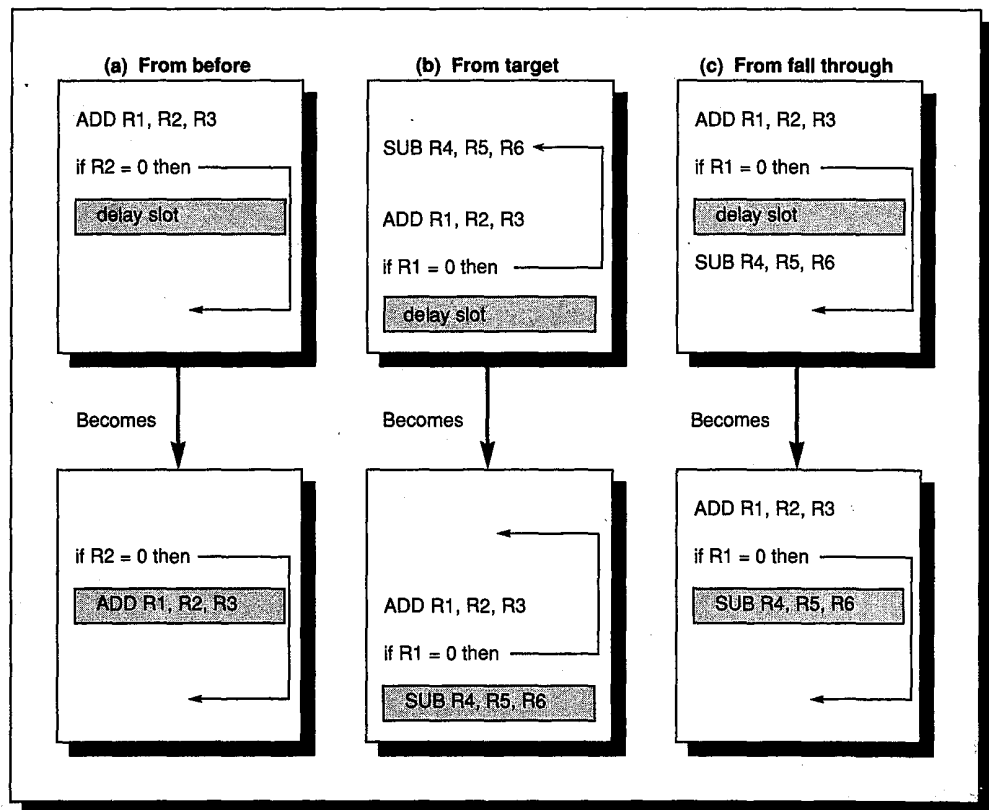 (a) From before
ADD R1, R2, R3
if R2 = 0 then
delay slot
Becomes
if R2 = 0 then
ADD R1, R2, R3
(b) From target
SUB R4, R5, R6
ADD R1, R2, R3
if R1 = 0 then
delay slot
Becomes
ADD R1, R2, R3
if R1 = 0 then
SUB R4, R5, R6
(c) From fall through
ADD R1, R2, R3
if R1 = 0 then
delay slot
SUB R4, R5, R6
Becomes
ADD R1, R2, R3
if R1 = 0 then
SUB R4, R5, R6